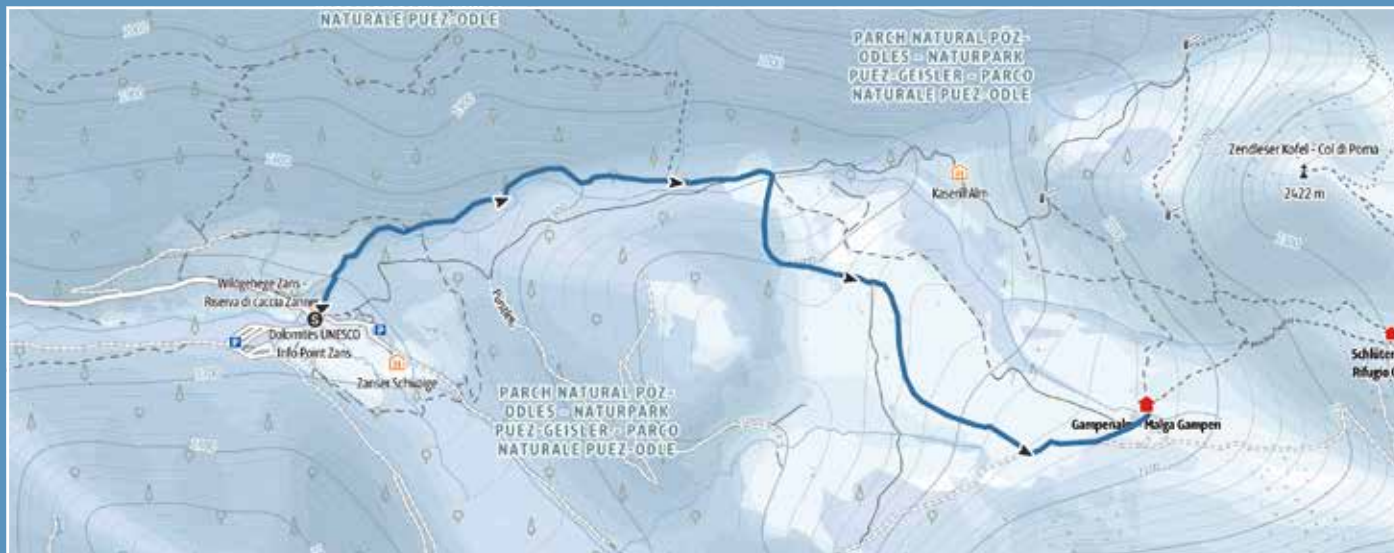 NATURALE PUEZ-ODLE
PARCH NATURAL PÖZ-
ODLES - NATURPARK
PUEZ-GEISLER - PARCO
NATURALE PUEZ-ODLE
Zendleser Kofel - Col di Poma
2422 m
Kaserill Alm
Wildgehege Zans -
Riserva di caccia Zannes
S
Dolomites UNESCO
Info Point Zans
P
P
Zanser Schwaige
PARCH NATURAL PÖZ-
ODLES - NATURPARK
PUEZ-GEISLER - PARCO
NATURALE PUEZ-ODLE
Gampenalm - Malga Gampen
Schlüter
Rifugio G